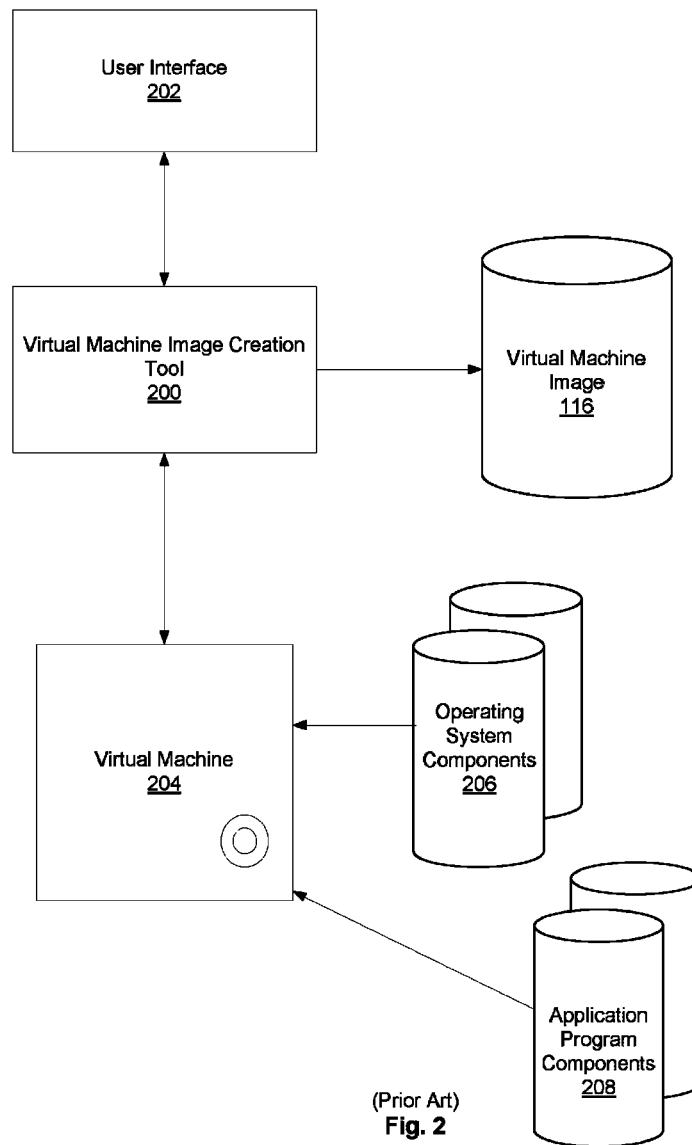 User Interface
202
Virtual Machine Image Creation
Tool
200
Virtual Machine
Image
116
Virtual Machine
204
Operating
System
Components
206
Application
Program
Components
208
(Prior Art)
Fig. 2